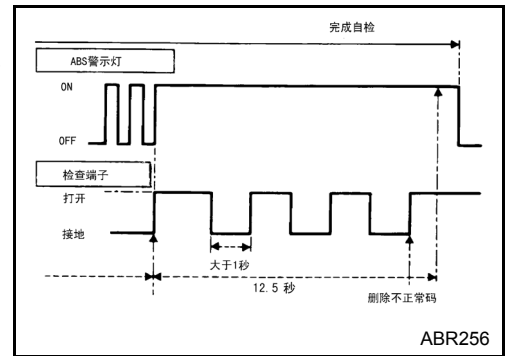 完成自检
ABS警示灯
ON
OFF
检查端子
打开
接地
大于1秒
12.5 秒
删除不正常码
ABR256